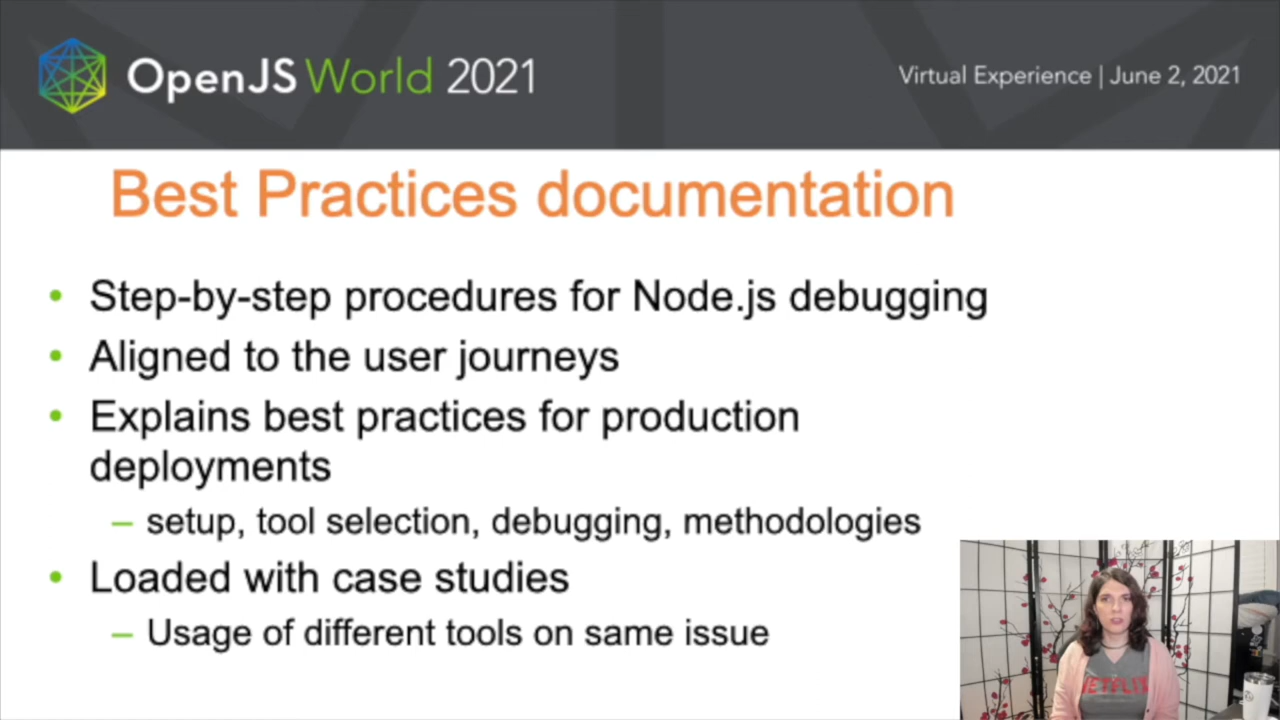 OpenJS World 2021
Virtual Experience | June 2, 2021
Best Practices documentation
• Step-by-step procedures for Node.js debugging
• Aligned to the user journeys
• Explains best practices for production
deployments
– setup, tool selection, debugging, methodologies
• Loaded with case studies
– Usage of different tools on same issue
NETFLIX